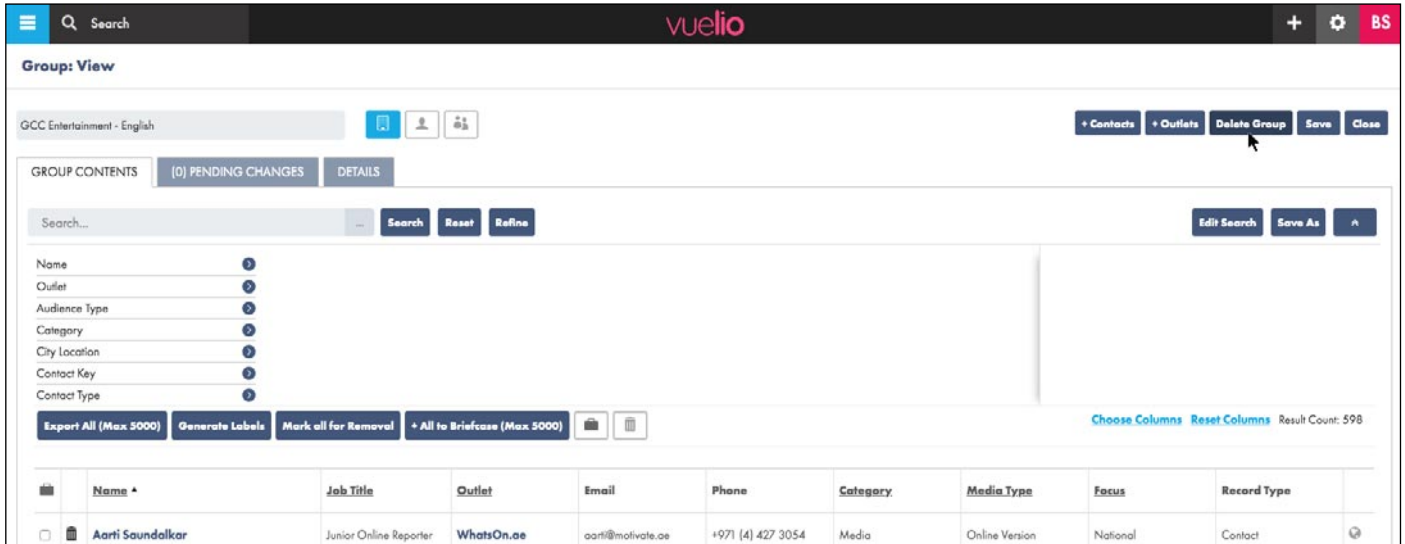 Search vuelio BS
Group: View
GCC Entertainment - English + Contacts + Outlets Delete Group Save Close
GROUP CONTENTS (0) PENDING CHANGES DETAILS
Search... ... Search Reset Refine Edit Search Save As
Name
Outlet
Audience Type
Category
City Location
Contact Key
Contact Type
Export All (Max 5000) Generate Labels Mark all for Removal + All to Briefcase (Max 5000) Choose Columns Reset Columns Result Count: 598
Name Job Title Outlet Email Phone Category Media Type Focus Record Type
Aarti Saundalkar Junior Online Reporter WhatsOn.ae aarti@motivate.ae +971 (4) 427 3054 Media Online Version National Contact